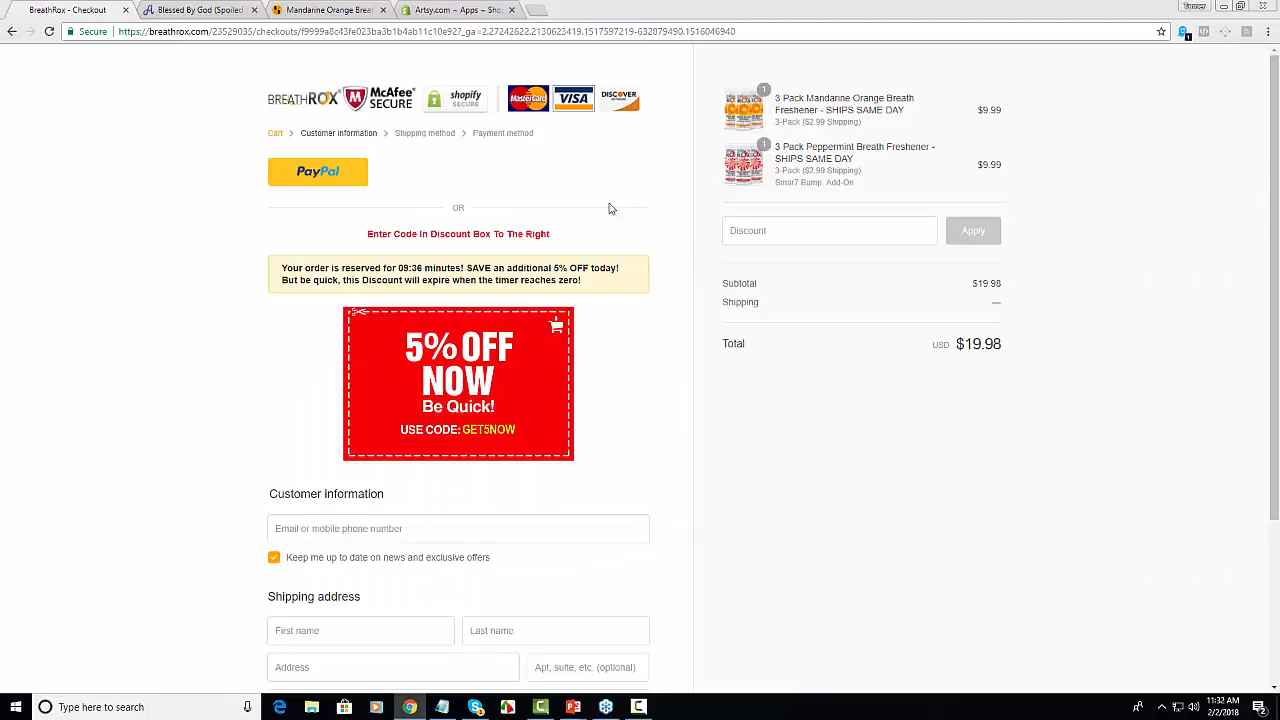 BreathRox - Checkout
Blessed By God (Spoiled
Mandarine Orange Breat
Artsy.com ~ Apps ~ Sho
Secure
https://breathrox.com/23529035/checkouts/f9999a8c43fe023ba3b1b4ab11c10e92?_ga=2.27242622.2130623419.1517597219-632879490.1516046940
BREATHROX
McAfee
SECURE
shopify
SECURE
MasterCard
VISA
DISCOVER
Cart > Customer information > Shipping method > Payment method
PayPal
OR
Enter Code In Discount Box To The Right
Your order is reserved for 09:36 minutes! SAVE an additional 5% OFF today!
But be quick, this Discount will expire when the timer reaches zero!
5% OFF
NOW
Be Quick!
USE CODE: GET5NOW
Customer information
Email or mobile phone number
Keep me up to date on news and exclusive offers
Shipping address
First name
Last name
Address
Apt, suite, etc. (optional)
1
3 Pack Mandarine Orange Breath
Freshener - SHIPS SAME DAY
3-Pack ($2.99 Shipping)
$9.99
1
3 Pack Peppermint Breath Freshener -
SHIPS SAME DAY
3-Pack ($2.99 Shipping)
Smar7 Bump: Add-On
$9.99
Discount
Apply
Subtotal
$19.98
Shipping
—
Total
USD $19.98
Type here to search
11:32 AM
2/2/2018